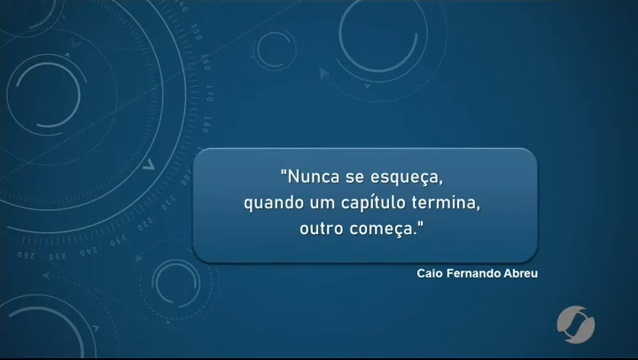 "Nunca se esqueça,
quando um capítulo termina,
outro começa."
Caio Fernando Abreu